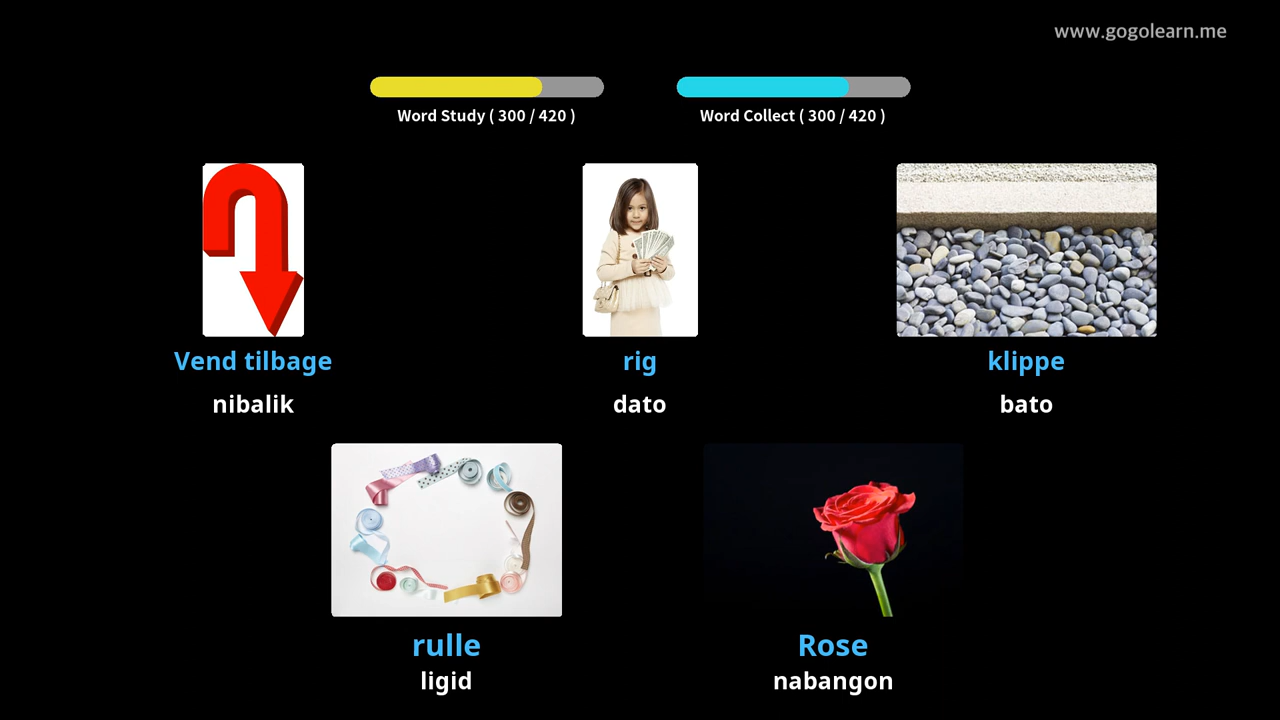 www.gogolearn.me
Word Study ( 300 / 420 )
Word Collect ( 300 / 420 )
Vend tilbage
rig
klippe
nibalik
dato
bato
rulle
Rose
ligid
nabangon